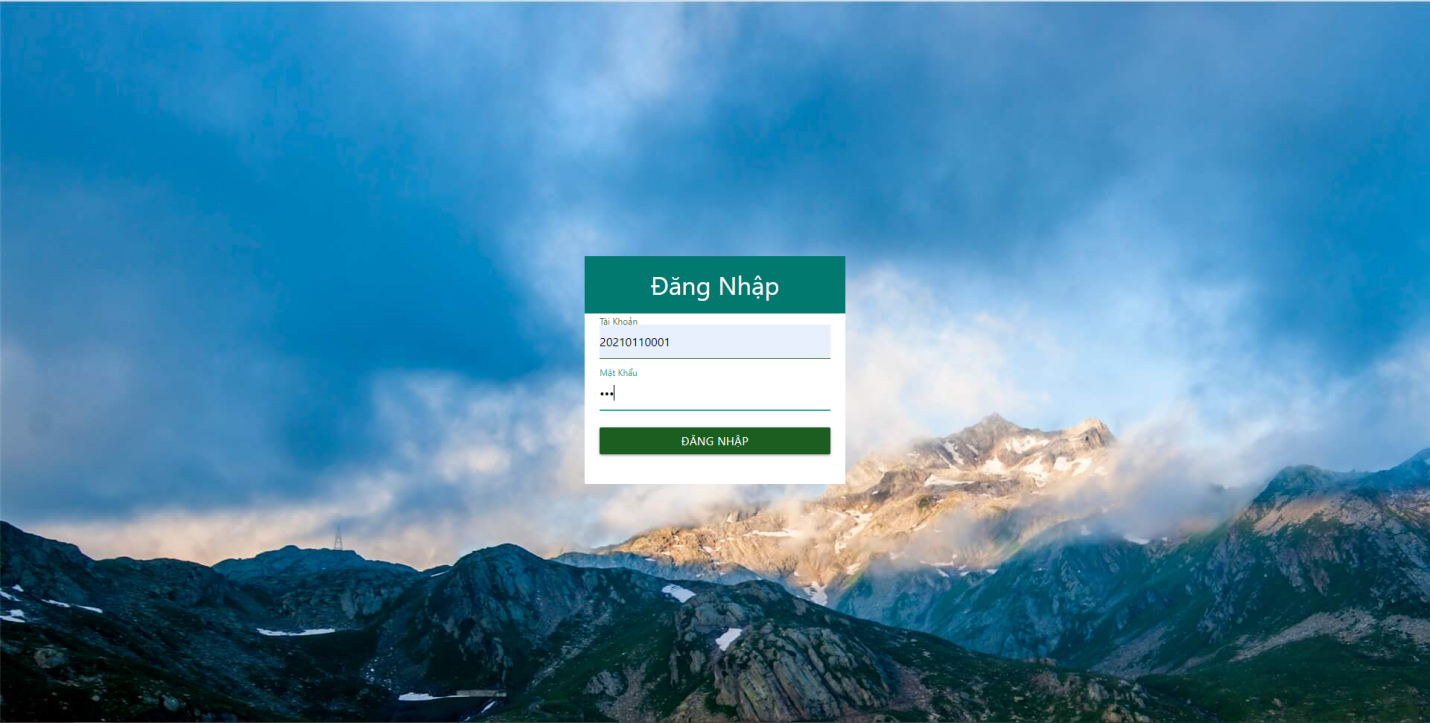 Đăng Nhập
Tài Khoản
20210110001
Mật Khẩu
•••
ĐĂNG NHẬP